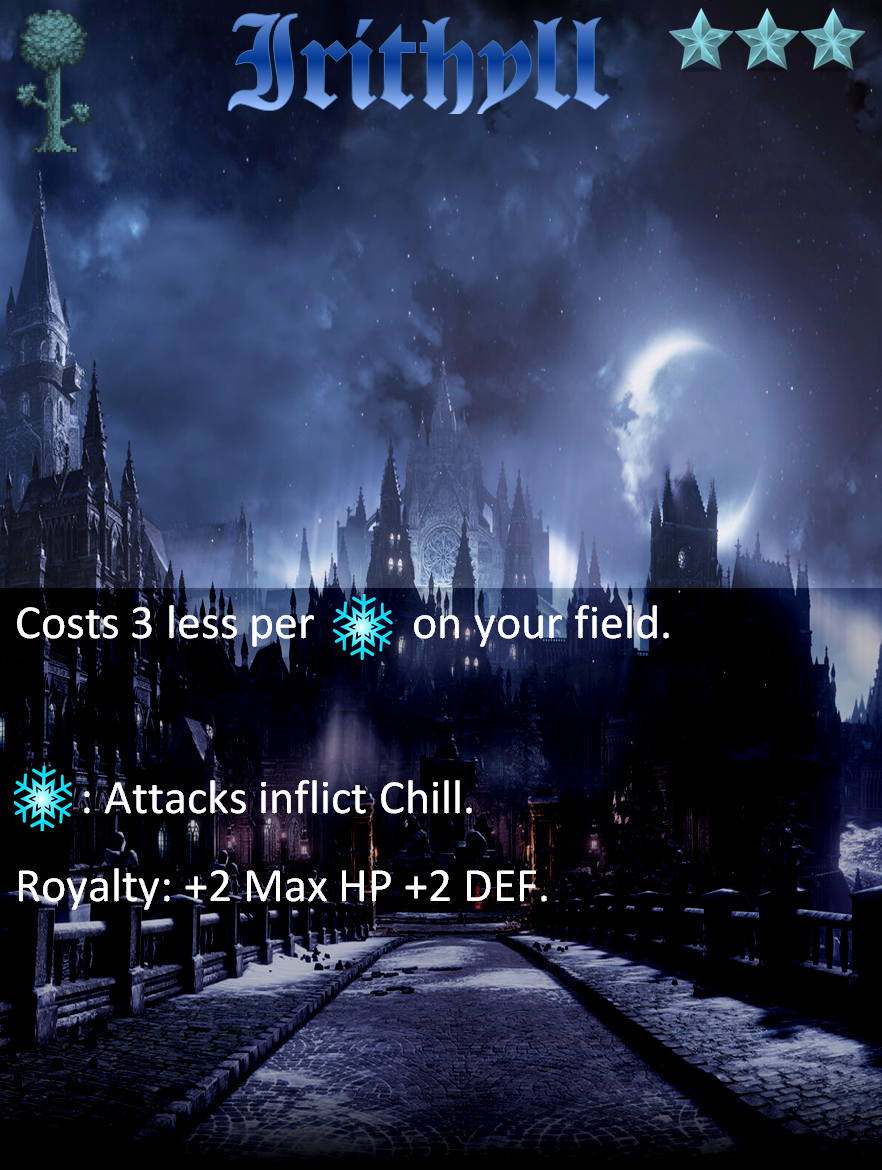 Irithyll
Costs 3 less per ❄ on your field.
❄: Attacks inflict Chill.
Royalty: +2 Max HP +2 DEF.